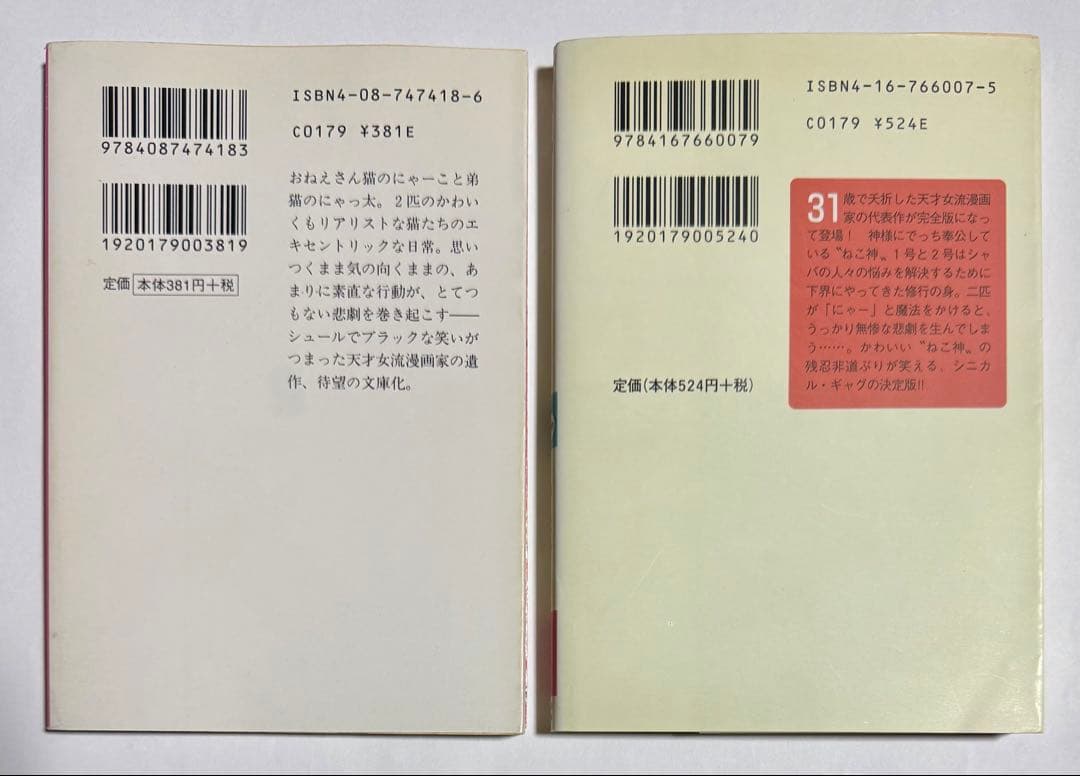 ISBN4-08-747418-6
C0179 ¥381E
9784087474183
1920179003819
定価 本体381円+税
おねえさん猫のにゃーこと弟
猫のにゃっ太。2匹のかわい
くもリアリストな猫たちのエ
キセントリックな日常。思い
つくまま気の向くままの、あ
まりに素直な行動が、とてつ
もない悲劇を巻き起こす――
シュールでブラックな笑いが
つまった天才女流漫画家の遺
作、待望の文庫化。
ISBN4-16-766007-5
C0179 ¥524E
9784167660079
1920179005240
定価(本体524円+税)
31歳で夭折した天才女流漫画
家の代表作が完全版になっ
て登場! 神様にでっち奉公して
いる〝ねこ神〟1号と2号はシャ
バの人々の悩みを解決するために
下界にやってきた修行の身。二匹
が「にゃー」と魔法をかけると、
うっかり無惨な悲劇を生んでしま
う……。かわいい〝ねこ神〟の
残忍非道ぶりが笑える、シニカ
ル・ギャグの決定版!!